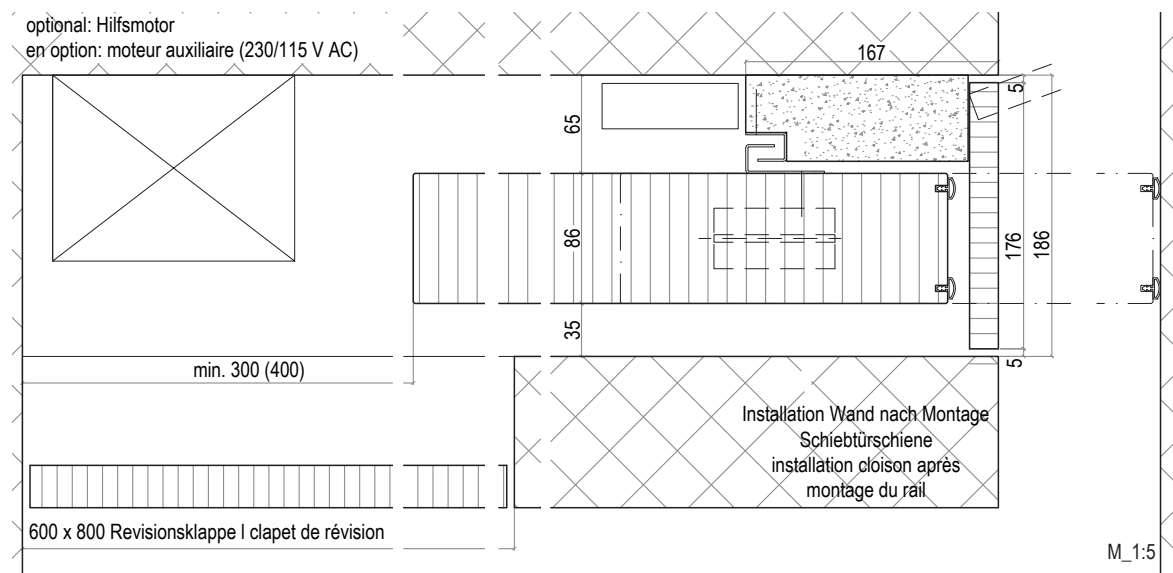 optional: Hilfsmotor
en option: moteur auxiliaire (230/115 V AC)
167
5
65
86
176
186
35
min. 300 (400)
5
Installation Wand nach Montage
Schiebtürschiene
installation cloison après
montage du rail
600 x 800 Revisionsklappe I clapet de révision
M_1:5